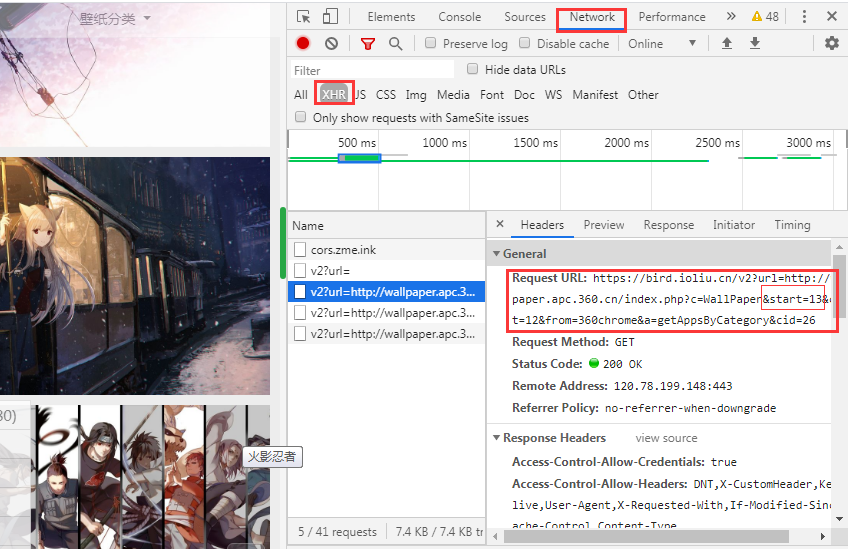 壁纸分类
火影忍者
Elements Console Sources Network Performance » 48
Preserve log Disable cache Online
Filter Hide data URLs
All XHR JS CSS Img Media Font Doc WS Manifest Other
Only show requests with SameSite issues
500 ms 1000 ms 1500 ms 2000 ms 2500 ms 3000 ms
Name
cors.zme.ink
v2?url=
v2?url=http://wallpaper.apc.3...
v2?url=http://wallpaper.apc.3...
v2?url=http://wallpaper.apc.3...
5 / 41 requests 7.4 KB / 7.4 KB tr
× Headers Preview Response Initiator Timing
General
Request URL: https://bird.ioliu.cn/v2?url=http://
paper.apc.360.cn/index.php?c=WallPaper&start=13&c
t=12&from=360chrome&a=getAppsByCategory&cid=26
Request Method: GET
Status Code: 200 OK
Remote Address: 120.78.199.148:443
Referrer Policy: no-referrer-when-downgrade
Response Headers view source
Access-Control-Allow-Credentials: true
Access-Control-Allow-Headers: DNT,X-CustomHeader,Ke
live,User-Agent,X-Requested-With,If-Modified-Sinc
ache-Control,Content-Type